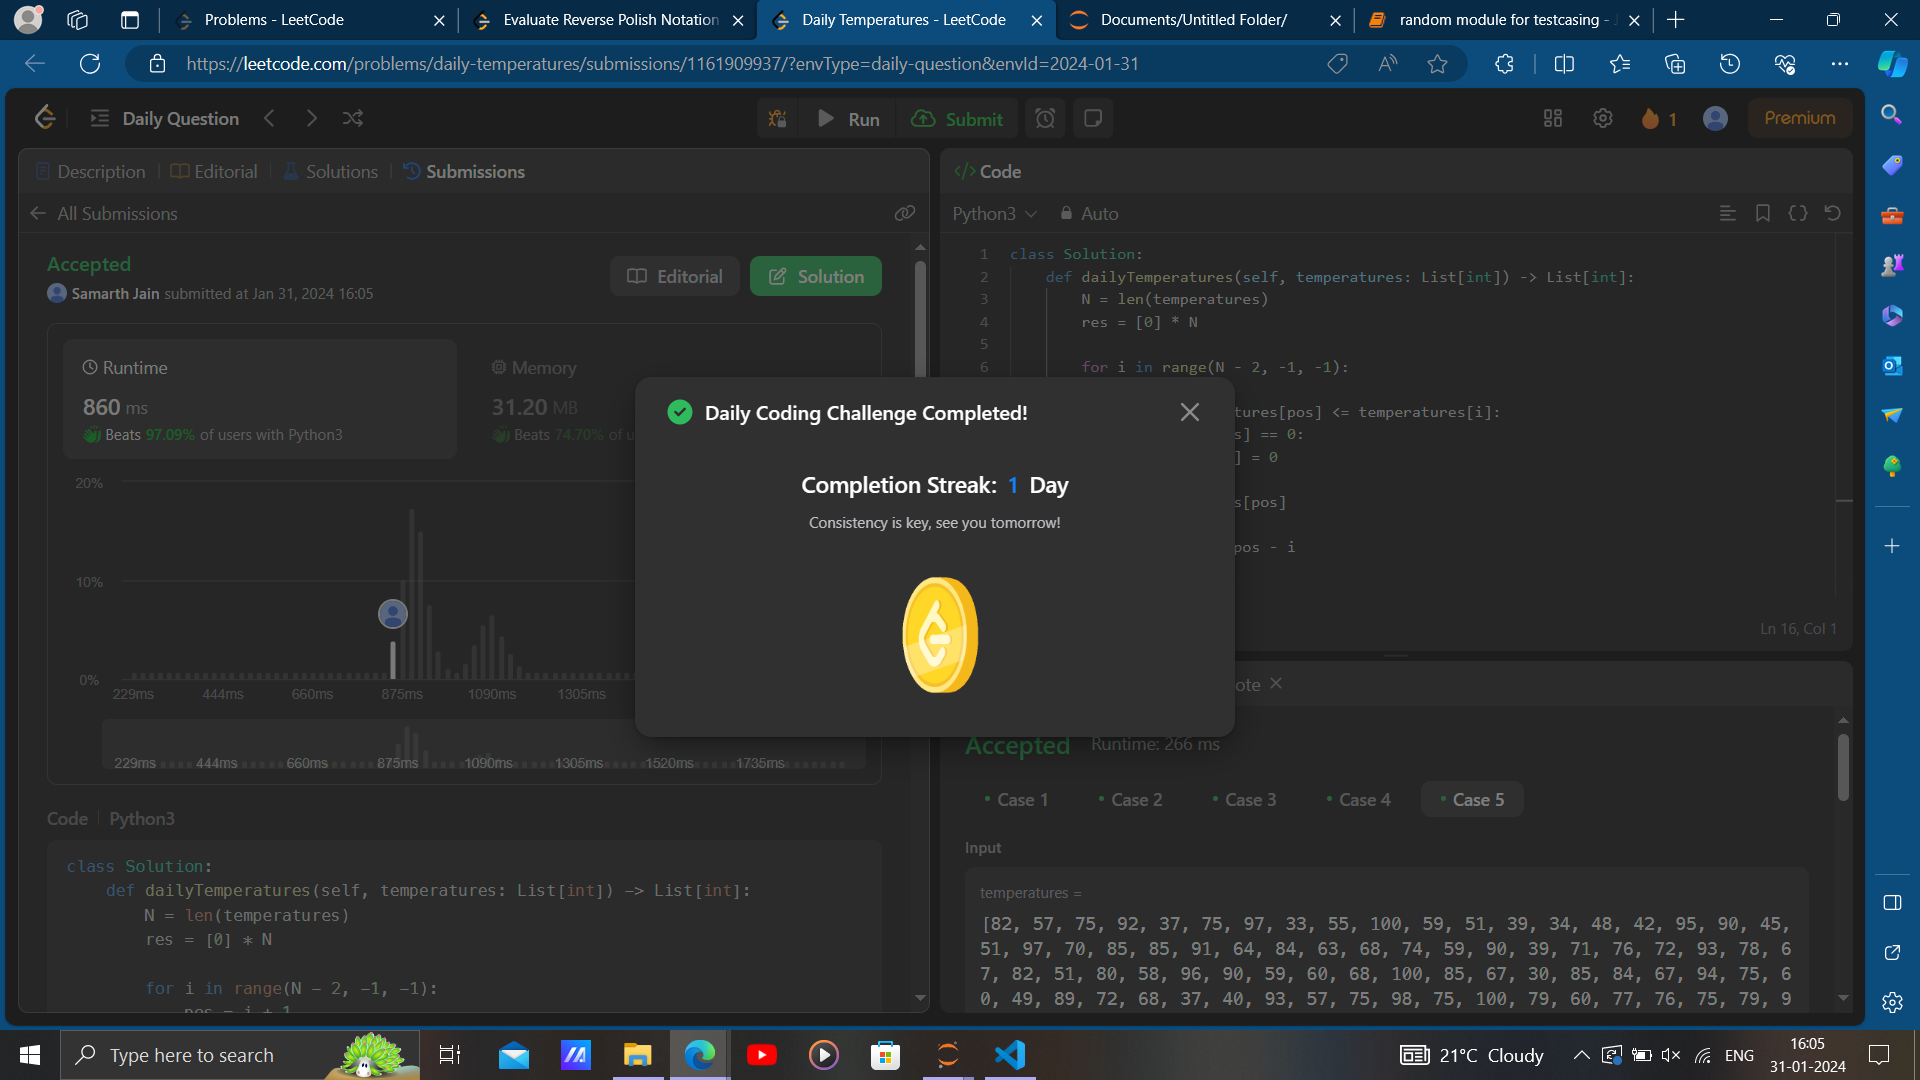 Problems - LeetCode
Evaluate Reverse Polish Notation
Daily Temperatures - LeetCode
Documents/Untitled Folder/
random module for testcasing -
https://leetcode.com/problems/daily-temperatures/submissions/1161909937/?envType=daily-question&envId=2024-01-31
Daily Question
Run
Submit
1
Premium
Description
Editorial
Solutions
Submissions
All Submissions
Accepted
Samarth Jain submitted at Jan 31, 2024 16:05
Editorial
Solution
Runtime
860 ms
Beats 97.09% of users with Python3
Memory
31.20 MB
Beats 74.70% of u
20%
10%
0%
229ms 444ms 660ms 875ms 1090ms 1305ms
229ms 444ms 660ms 875ms 1090ms 1305ms 1520ms 1735ms
Code
Python3
class Solution:
def dailyTemperatures(self, temperatures: List[int]) -> List[int]:
N = len(temperatures)
res = [0] * N
for i in range(N - 2, -1, -1):
pos = i + 1
Daily Coding Challenge Completed!
Completion Streak: 1 Day
Consistency is key, see you tomorrow!
</> Code
Python3
Auto
1 class Solution:
2 def dailyTemperatures(self, temperatures: List[int]) -> List[int]:
3 N = len(temperatures)
4 res = [0] * N
5
6 for i in range(N - 2, -1, -1):
tures[pos] <= temperatures[i]:
s] == 0:
] = 0
s[pos]
pos - i
Ln 16, Col 1
ote
Accepted
Runtime: 266 ms
Case 1
Case 2
Case 3
Case 4
Case 5
Input
temperatures =
[82, 57, 75, 92, 37, 75, 97, 33, 55, 100, 59, 51, 39, 34, 48, 42, 95, 90, 45,
51, 97, 70, 85, 85, 91, 64, 84, 63, 68, 74, 59, 90, 39, 71, 76, 72, 93, 78, 6
7, 82, 51, 80, 58, 96, 90, 59, 60, 68, 100, 85, 67, 30, 85, 84, 67, 94, 75, 6
0, 49, 89, 72, 68, 37, 40, 93, 57, 75, 98, 75, 100, 79, 60, 77, 76, 75, 79, 9
Type here to search
21°C Cloudy
ENG
16:05
31-01-2024